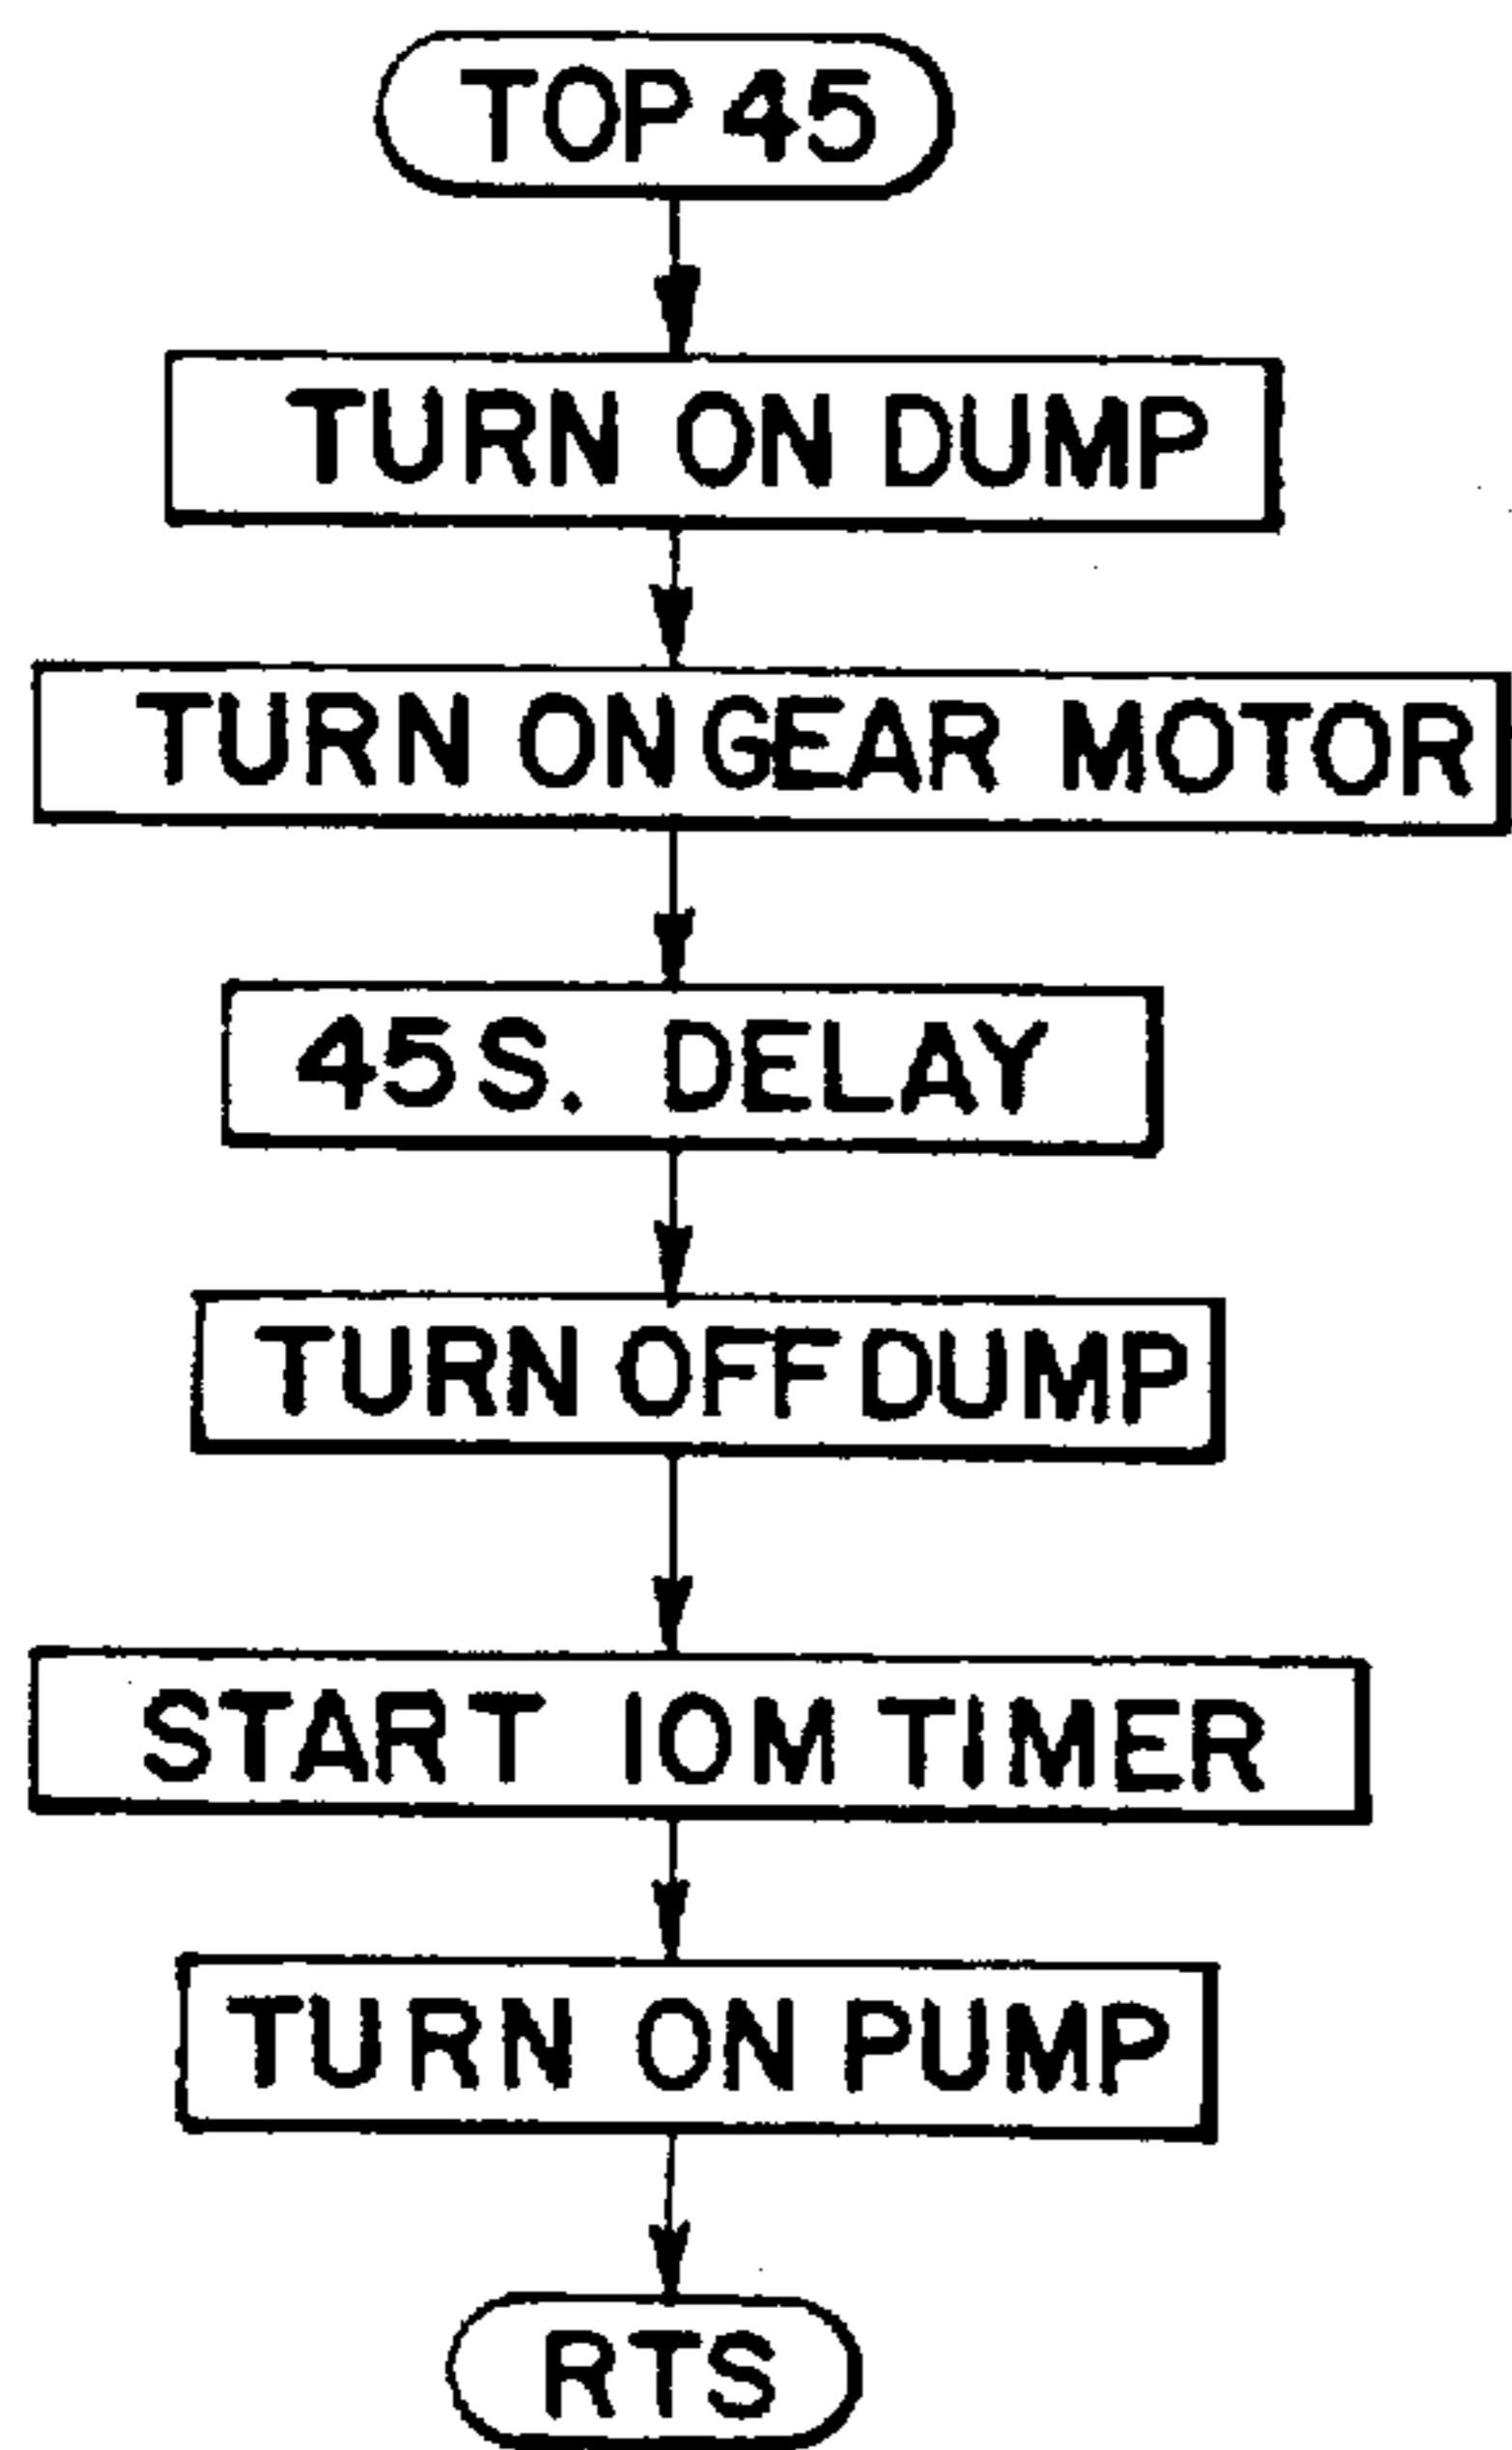 TOP 45
TURN ON DUMP
TURN ON GEAR MOTOR
45 S. DELAY
TURN OFF DUMP
START 10M TIMER
TURN ON PUMP
RTS